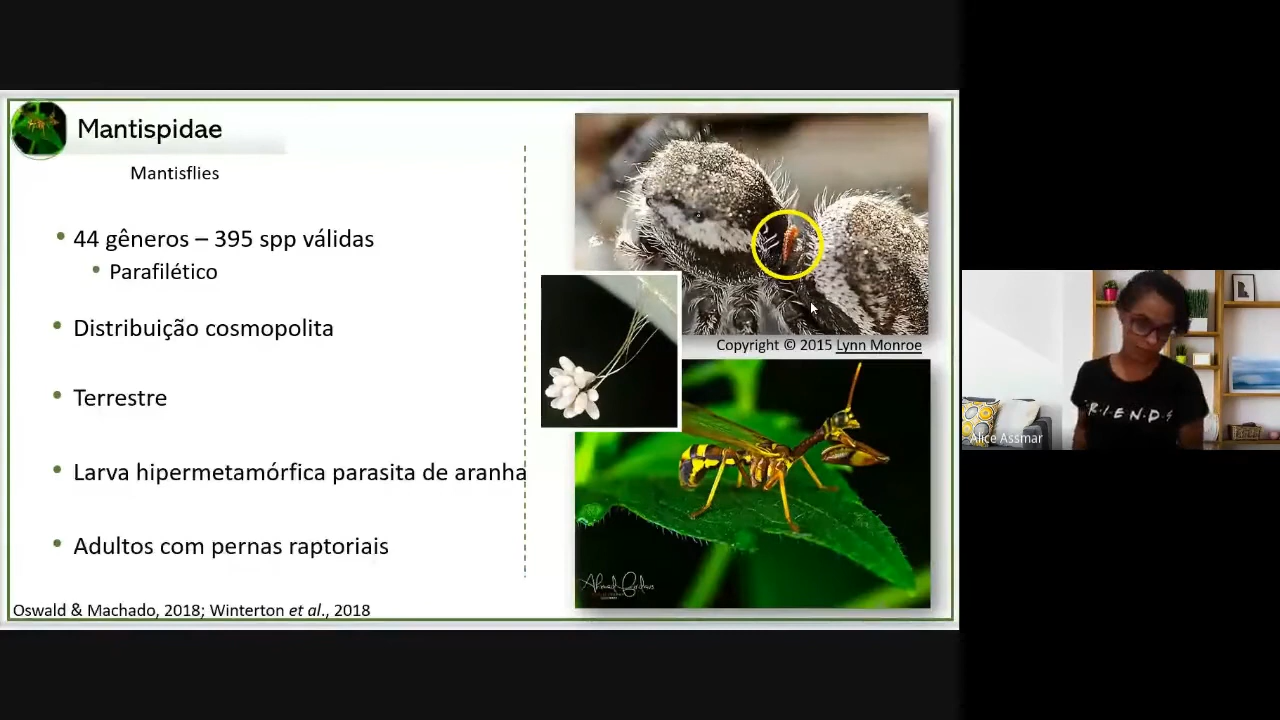 Mantispidae
Mantisflies
44 gêneros – 395 spp válidas
Parafilético
Distribuição cosmopolita
Terrestre
Larva hipermetamórfica parasita de aranha
Adultos com pernas raptoriais
Oswald & Machado, 2018; Winterton et al., 2018
Copyright © 2015 Lynn Monroe
Alice Assmar
F·R·I·E·N·D·S